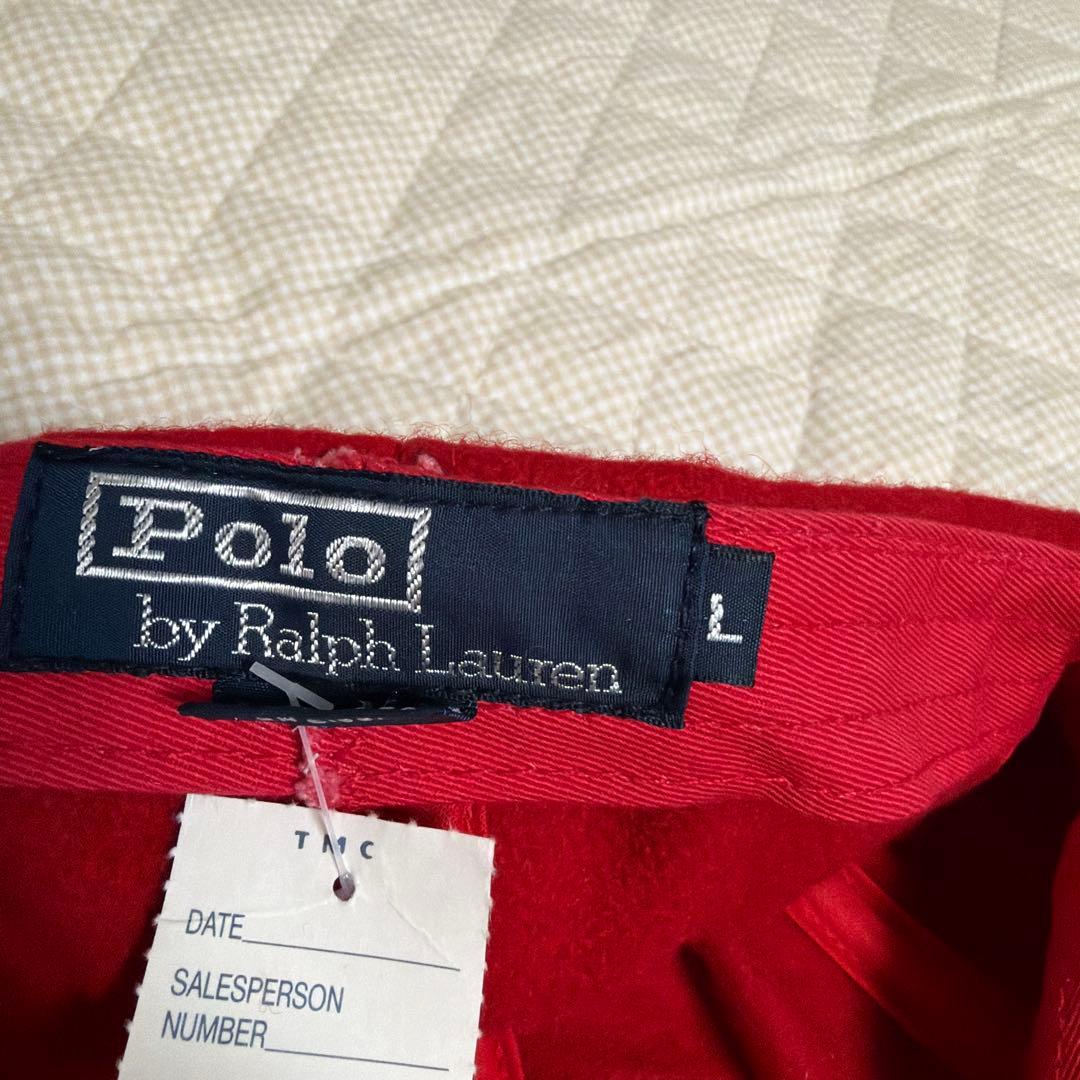 Polo
by Ralph Lauren
L
TMC
DATE
SALESPERSON
NUMBER